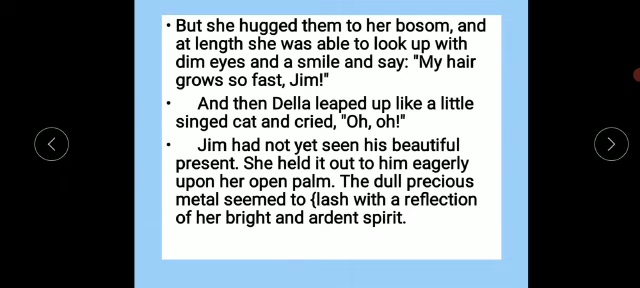 • But she hugged them to her bosom, and
at length she was able to look up with
dim eyes and a smile and say: "My hair
grows so fast, Jim!"
• And then Della leaped up like a little
singed cat and cried, "Oh, oh!"
• Jim had not yet seen his beautiful
present. She held it out to him eagerly
upon her open palm. The dull precious
metal seemed to {lash with a reflection
of her bright and ardent spirit.